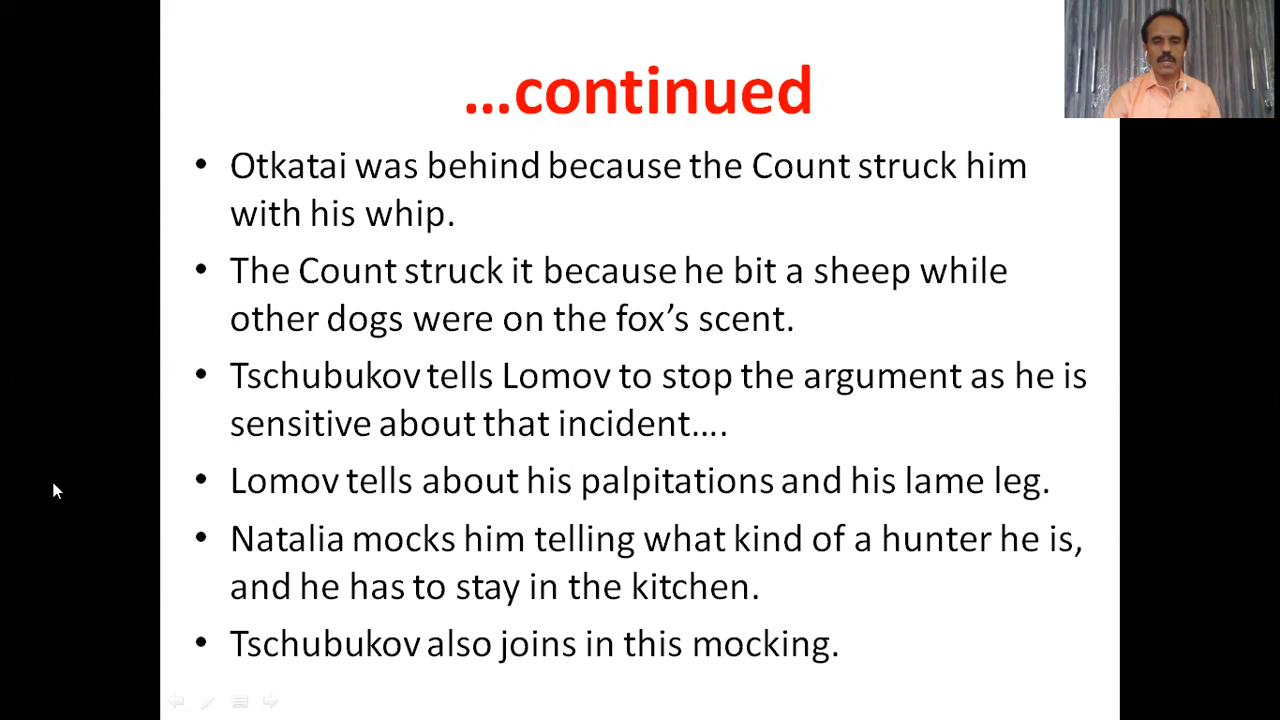 ...continued
• Otkatai was behind because the Count struck him
with his whip.
• The Count struck it because he bit a sheep while
other dogs were on the fox’s scent.
• Tschubukov tells Lomov to stop the argument as he is
sensitive about that incident....
• Lomov tells about his palpitations and his lame leg.
• Natalia mocks him telling what kind of a hunter he is,
and he has to stay in the kitchen.
• Tschubukov also joins in this mocking.